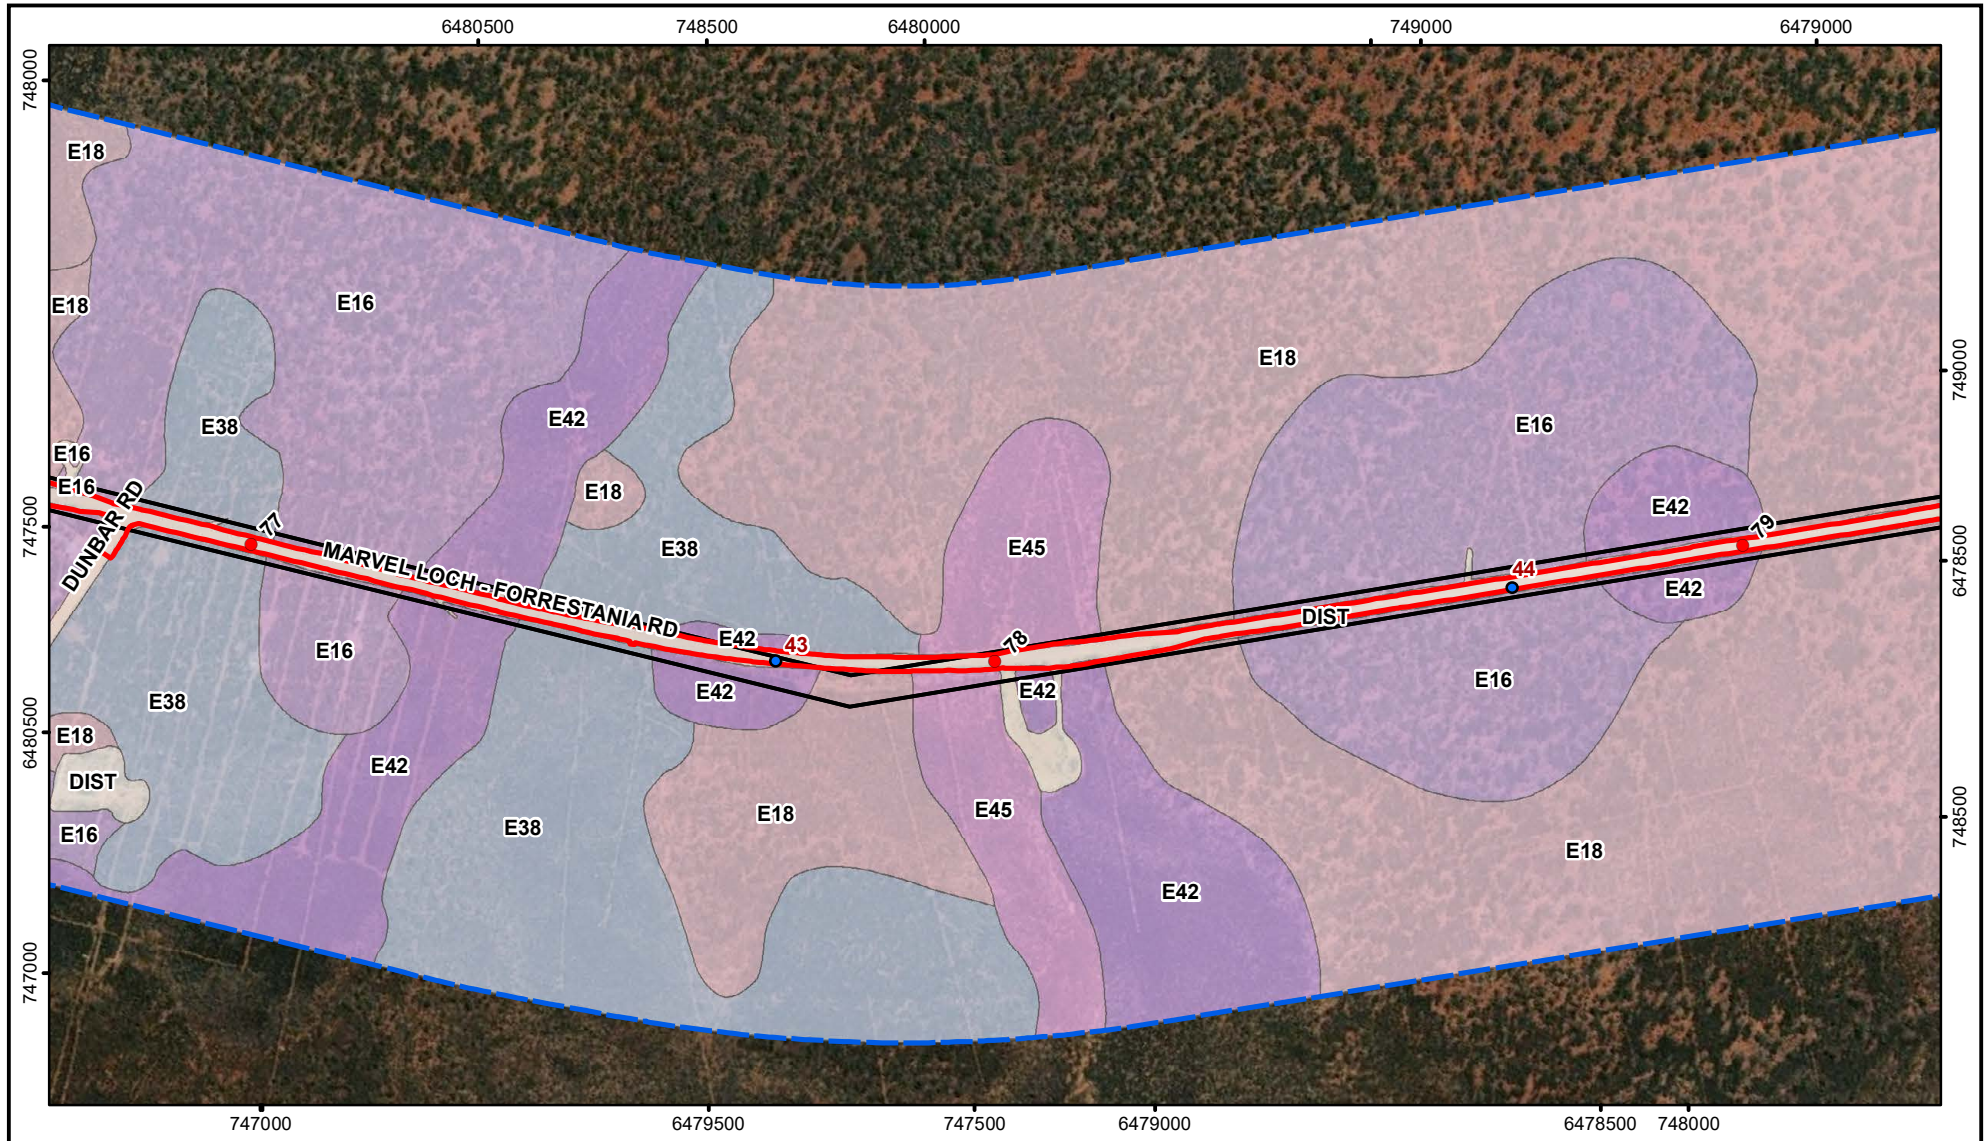 6480500 748500 6480000 749000 6479000
748000
747500
6480500
747000
749000
6478500
748500
E18
E18
E16
E38
E42
E18
E16
E16
E16
E42
E18
E38
E45
E42
DUNBAR RD
77
MARVEL LOCH - FORRESTANIA RD
E42
43
78
DIST
44
79
E42
E16
E38
E42
E42
E16
E18
DIST
E16
E42
E38
E18
E45
E42
E18
747000 6479500 747500 6479000 6478500 748000